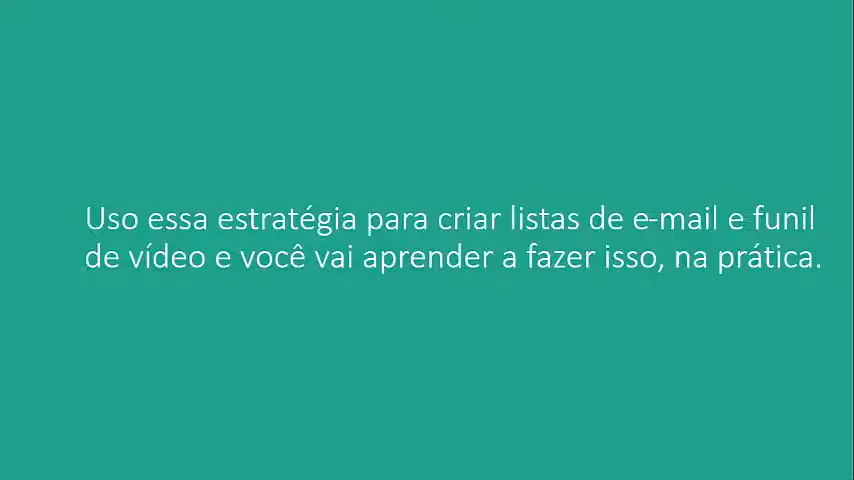 Uso essa estratégia para criar listas de e-mail e funil
de vídeo e você vai aprender a fazer isso, na prática.